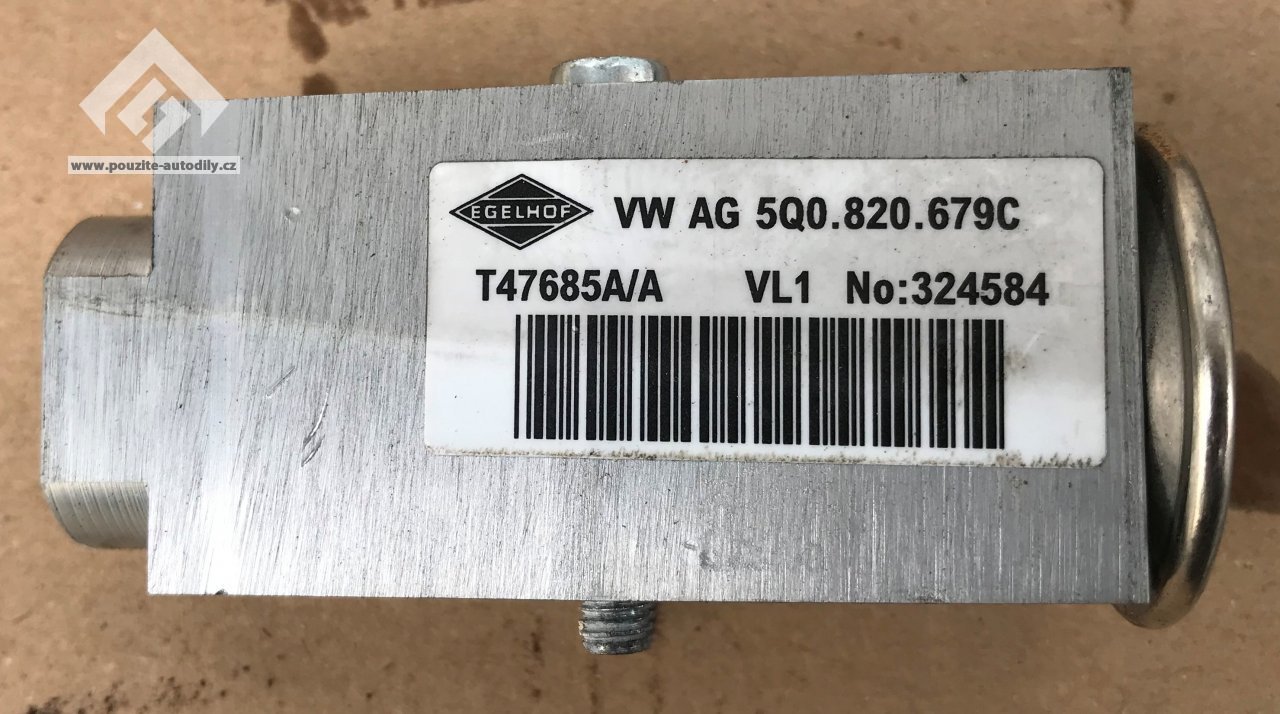 www.pouzite-autodily.cz
EGELHOF VW AG 5Q0.820.679C
T47685A/A VL1 No:324584